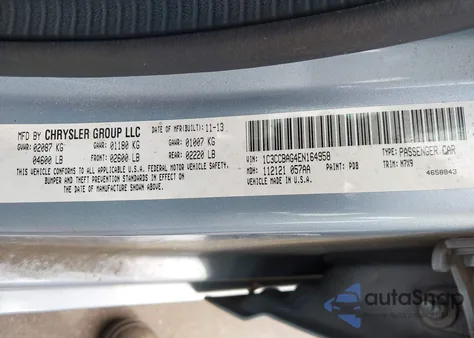 MFD BY CHRYSLER GROUP LLC DATE OF MFR(BUILT): 11-13
GVWR: 02087 KG GAWR: 01180 KG GAWR: 01007 KG
04600 LB FRONT: 02600 LB REAR: 02220 LB
THIS VEHICLE CONFORMS TO ALL APPLICABLE U.S.A. FEDERAL MOTOR VEHICLE SAFETY,
BUMPER AND THEFT PREVENTION STANDARDS IN EFFECT ON
THE DATE OF MANUFACTURE SHOWN ABOVE.
VIN: 1C3CCBAG4EN164958 TYPE: PASSENGER CAR
MDH: 112121 057AA PAINT: PDB TRIM: M7X9
VEHICLE MADE IN U.S.A. 4658843
autoSnap